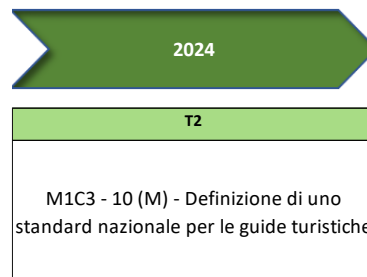 2024
T2
M1C3 - 10 (M) - Definizione di uno
standard nazionale per le guide turistiche